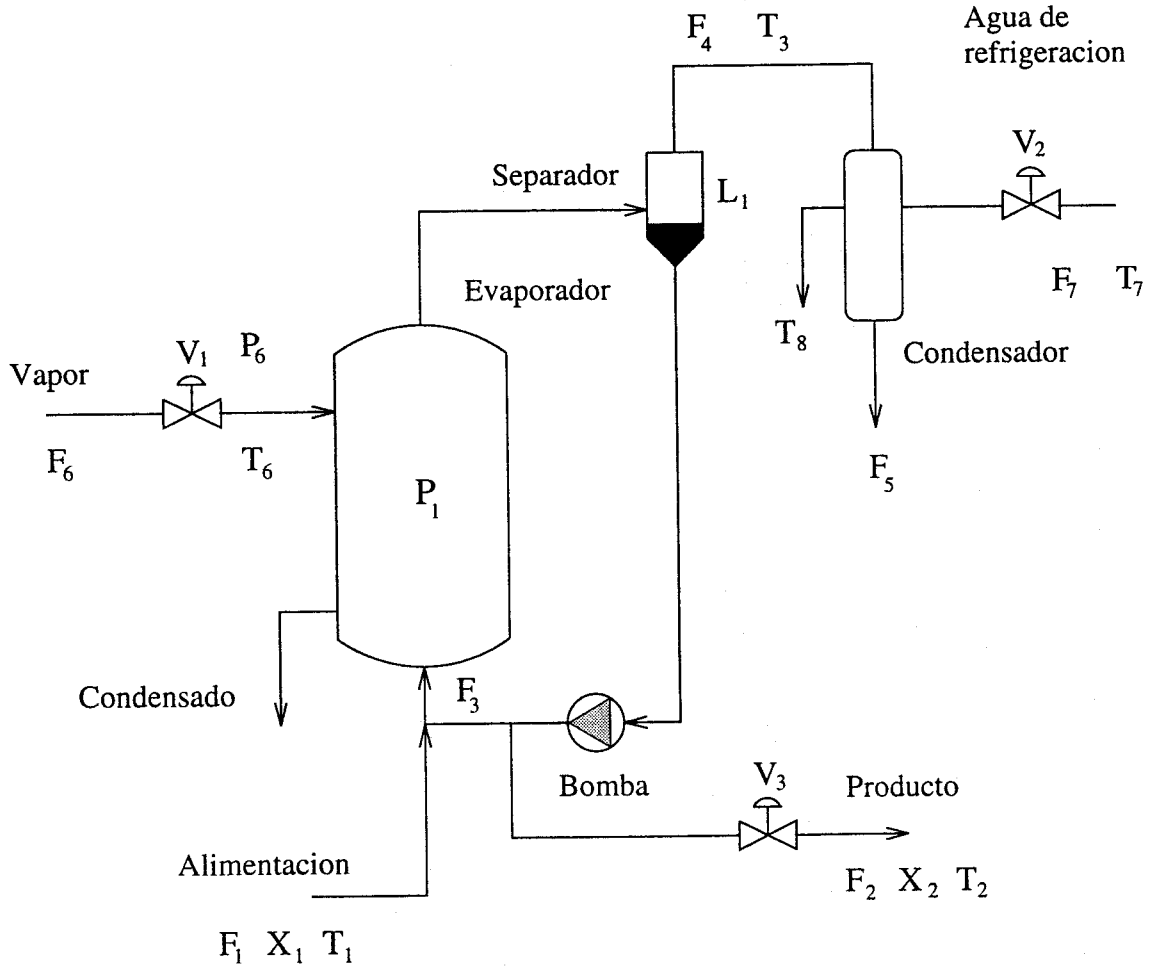 F4 T3
Agua de
refrigeracion
V2
Separador
L1
Evaporador
F7 T7
T8
Condensador
V1
P6
Vapor
F6
T6
P1
F5
Condensado
F3
Bomba
V3
Producto
Alimentacion
F2 X2 T2
F1 X1 T1